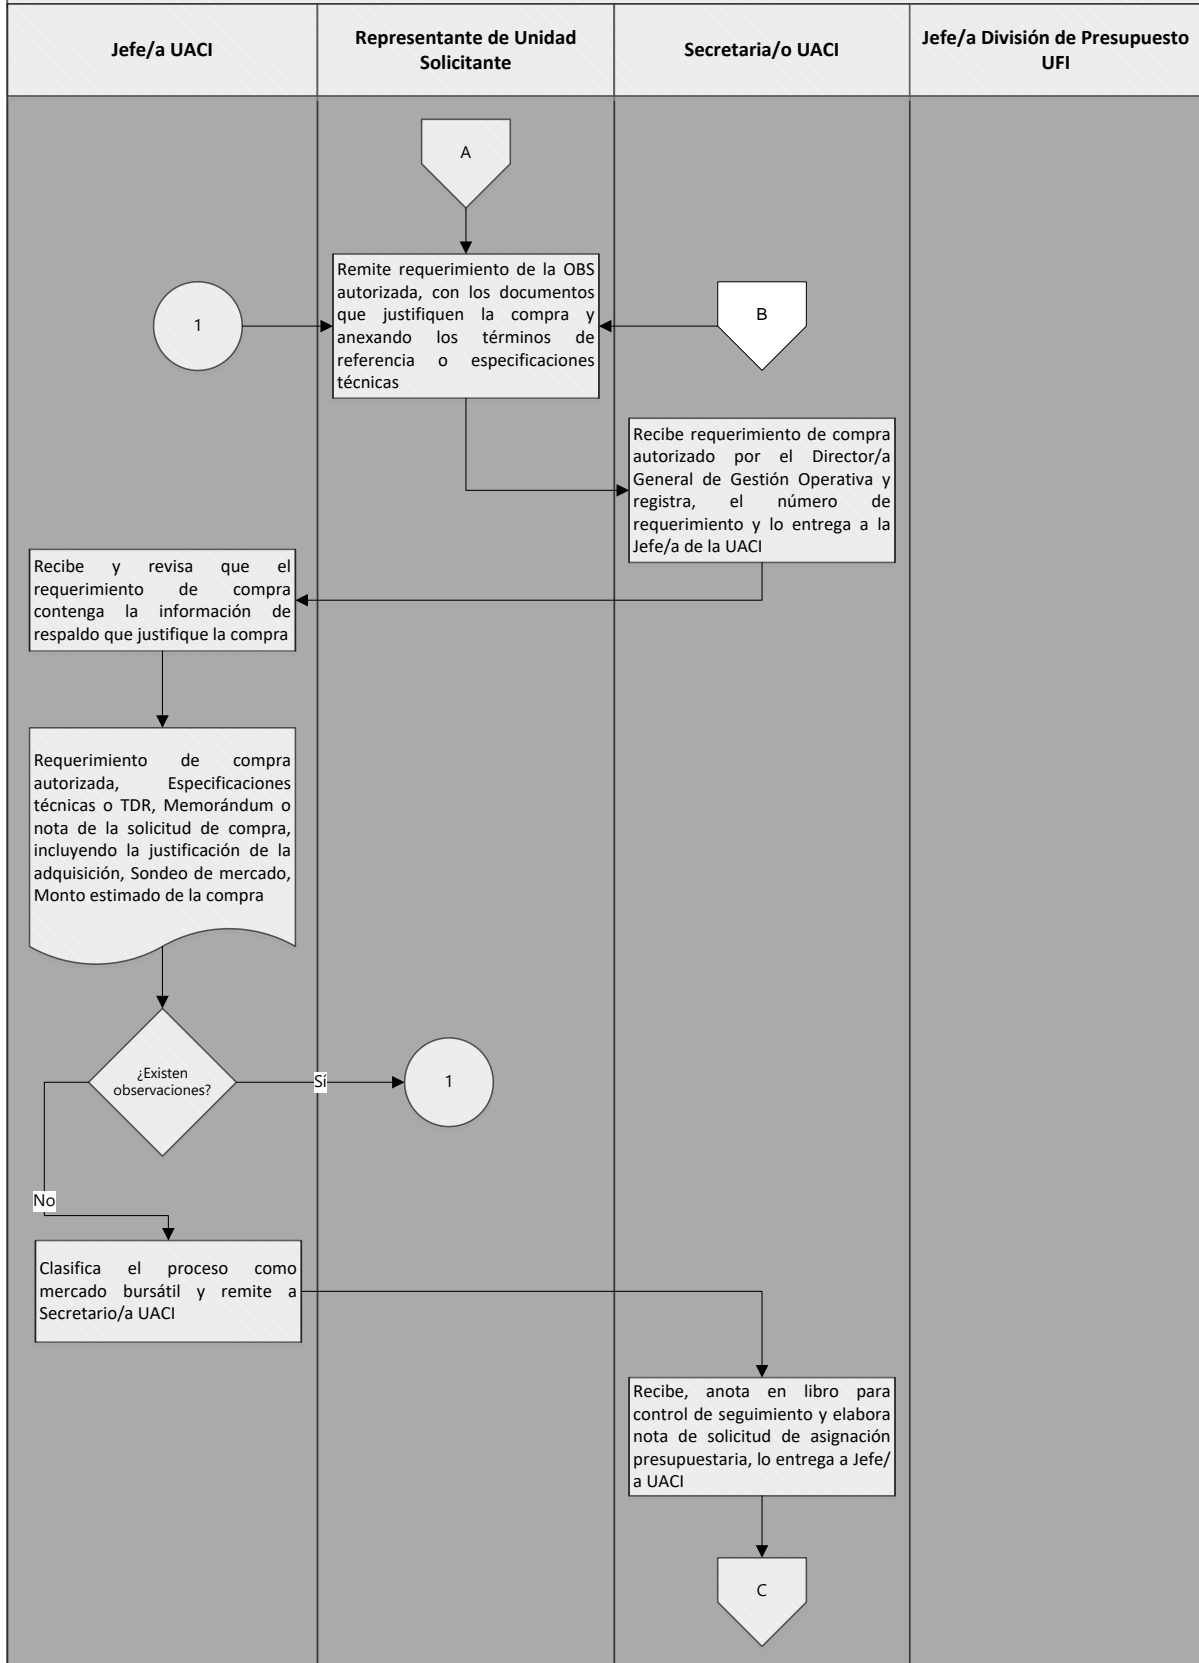 Jefe/a UACI
Representante de Unidad
Solicitante
Secretaria/o UACI
Jefe/a División de Presupuesto
UFI
A
Remite requerimiento de la OBS
autorizada, con los documentos
que justifiquen la compra y
anexando los términos de
referencia o especificaciones
técnicas
1
B
Recibe requerimiento de compra
autorizado por el Director/a
General de Gestión Operativa y
registra, el número de
requerimiento y lo entrega a la
Jefe/a de la UACI
Recibe y revisa que el
requerimiento de compra
contenga la información de
respaldo que justifique la compra
Requerimiento de compra
autorizada, Especificaciones
técnicas o TDR, Memorándum o
nota de la solicitud de compra,
incluyendo la justificación de la
adquisición, Sondeo de mercado,
Monto estimado de la compra
¿Existen
observaciones?
Sí
1
No
Clasifica el proceso como
mercado bursátil y remite a
Secretario/a UACI
Recibe, anota en libro para
control de seguimiento y elabora
nota de solicitud de asignación
presupuestaria, lo entrega a Jefe/
a UACI
C